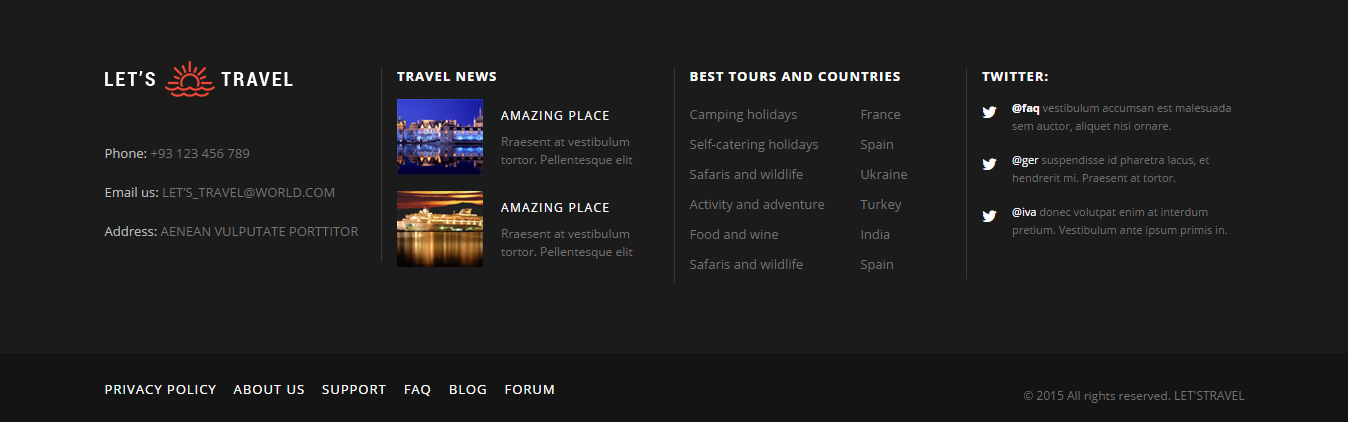 LET'S TRAVEL
Phone: +93 123 456 789
Email us: LET'S_TRAVEL@WORLD.COM
Address: AENEAN VULPUTATE PORTTITOR
TRAVEL NEWS
AMAZING PLACE
Rraesent at vestibulum
tortor. Pellentesque elit
AMAZING PLACE
Rraesent at vestibulum
tortor. Pellentesque elit
BEST TOURS AND COUNTRIES
Camping holidays
Self-catering holidays
Safaris and wildlife
Activity and adventure
Food and wine
Safaris and wildlife
France
Spain
Ukraine
Turkey
India
Spain
TWITTER:
@faq vestibulum accumsan est malesuada
sem auctor, aliquet nisi ornare.
@ger suspendisse id pharetra lacus, et
hendrerit mi. Praesent at tortor.
@iva donec volutpat enim at interdum
pretium. Vestibulum ante ipsum primis in.
PRIVACY POLICY ABOUT US SUPPORT FAQ BLOG FORUM
© 2015 All rights reserved. LET'STRAVEL